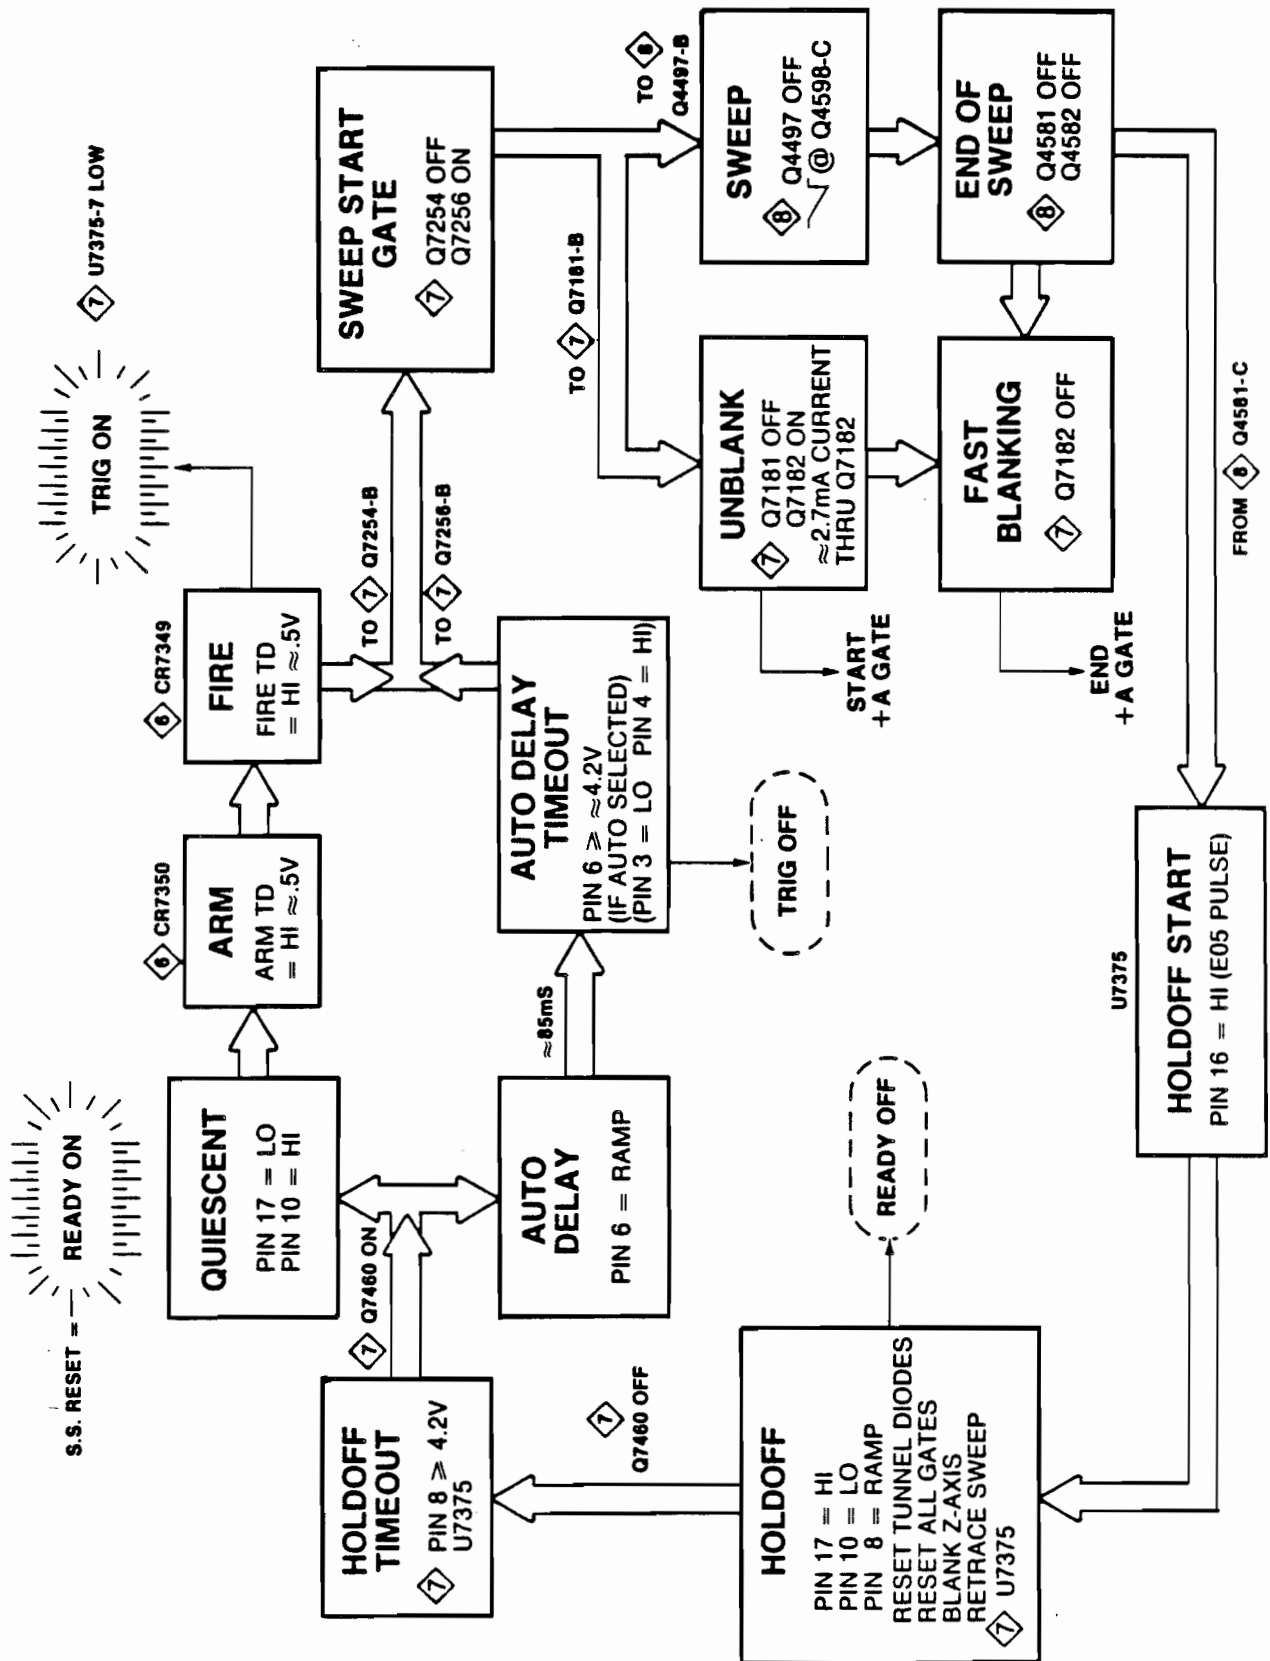 S.S. RESET =
READY ON
TRIG ON
7 U7375-7 LOW
QUIESCENT
PIN 17 = LO
PIN 10 = HI
6 CR7350
ARM
ARM TD
= HI ≈.5V
6 CR7349
FIRE
FIRE TD
= HI ≈.5V
SWEEP START
GATE
7 Q7254 OFF
Q7256 ON
HOLDOFF
TIMEOUT
7 PIN 8 ⩾ 4.2V
U7375
7 Q7460 ON
TO 7 Q7254-B
TO 7 Q7256-B
AUTO
DELAY
PIN 6 = RAMP
≈85mS
AUTO DELAY
TIMEOUT
PIN 6 > ≈4.2V
(IF AUTO SELECTED)
(PIN 3 = LO PIN 4 = HI)
TRIG OFF
TO 7 Q7181-B
TO 8
Q4497-B
UNBLANK
7 Q7181 OFF
Q7182 ON
≈2.7mA CURRENT
THRU Q7182
START
+A GATE
SWEEP
8 Q4497 OFF
@ Q4598-C
FAST
BLANKING
7 Q7182 OFF
END
+A GATE
END OF
SWEEP
8 Q4581 OFF
Q4582 OFF
7
Q7460 OFF
HOLDOFF
PIN 17 = HI
PIN 10 = LO
PIN 8 = RAMP
RESET TUNNEL DIODES
RESET ALL GATES
BLANK Z-AXIS
RETRACE SWEEP
7 U7375
READY OFF
U7375
HOLDOFF START
PIN 16 = HI (E05 PULSE)
FROM 8 Q4581-C